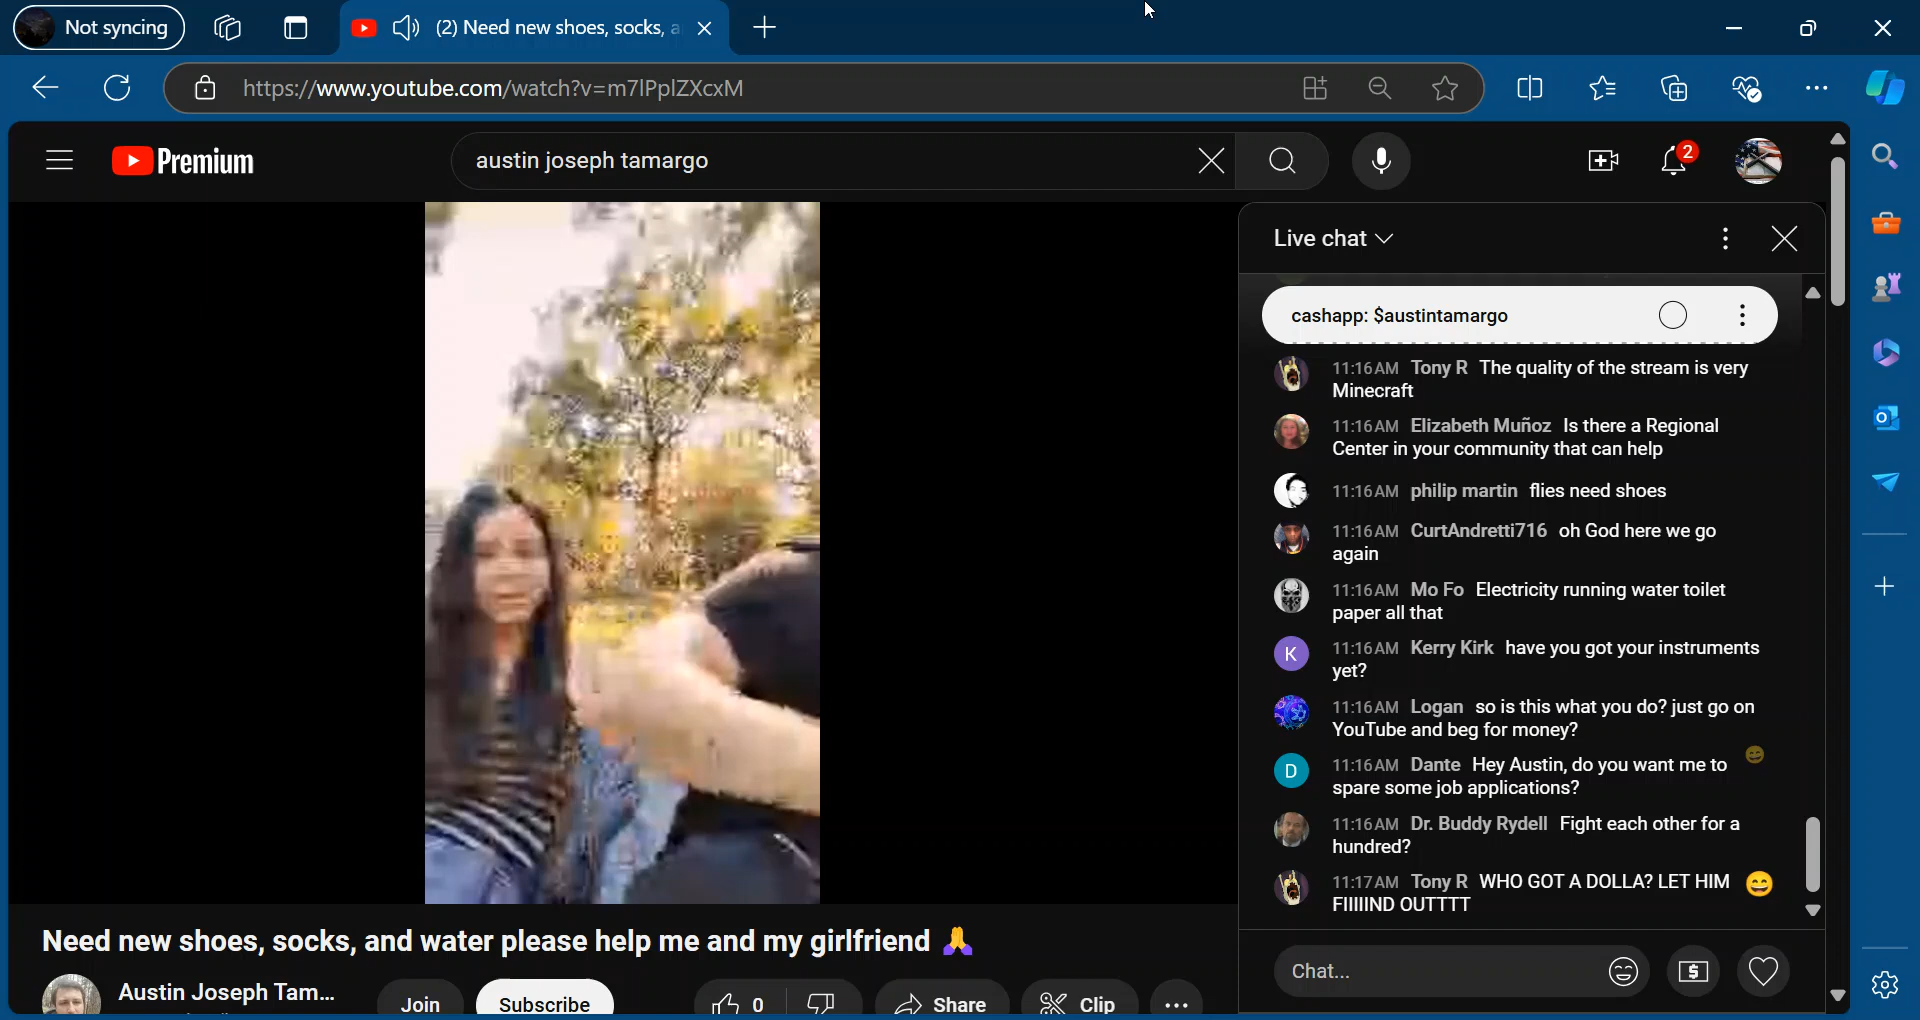 Not syncing
(2) Need new shoes, socks, a
https://www.youtube.com/watch?v=m7lPplZXcxM
Premium
austin joseph tamargo
2
Live chat
cashapp: $austintamargo
11:16AM Tony R The quality of the stream is very
Minecraft
11:16AM Elizabeth Muñoz Is there a Regional
Center in your community that can help
11:16AM philip martin flies need shoes
11:16AM CurtAndretti716 oh God here we go
again
11:16AM Mo Fo Electricity running water toilet
paper all that
K
11:16AM Kerry Kirk have you got your instruments
yet?
11:16AM Logan so is this what you do? just go on
YouTube and beg for money?
D
11:16AM Dante Hey Austin, do you want me to
spare some job applications?
11:16AM Dr. Buddy Rydell Fight each other for a
hundred?
11:17AM Tony R WHO GOT A DOLLA? LET HIM
FIIIIIND OUTTTT
Chat...
Need new shoes, socks, and water please help me and my girlfriend 🙏
Austin Joseph Tam...
Join
Subscribe
0
Share
Clip